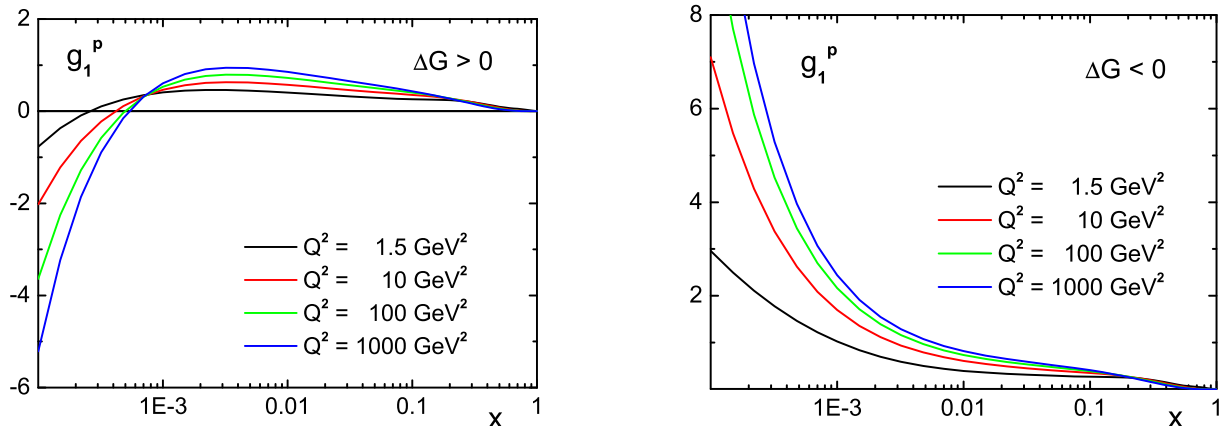 2
0
-2
-4
-6
g₁ᵖ
ΔG > 0
Q² = 1.5 GeV²
Q² = 10 GeV²
Q² = 100 GeV²
Q² = 1000 GeV²
1E-3 0.01 0.1 1
x
8
6
4
2
g₁ᵖ
ΔG < 0
Q² = 1.5 GeV²
Q² = 10 GeV²
Q² = 100 GeV²
Q² = 1000 GeV²
1E-3 0.01 0.1 1
x